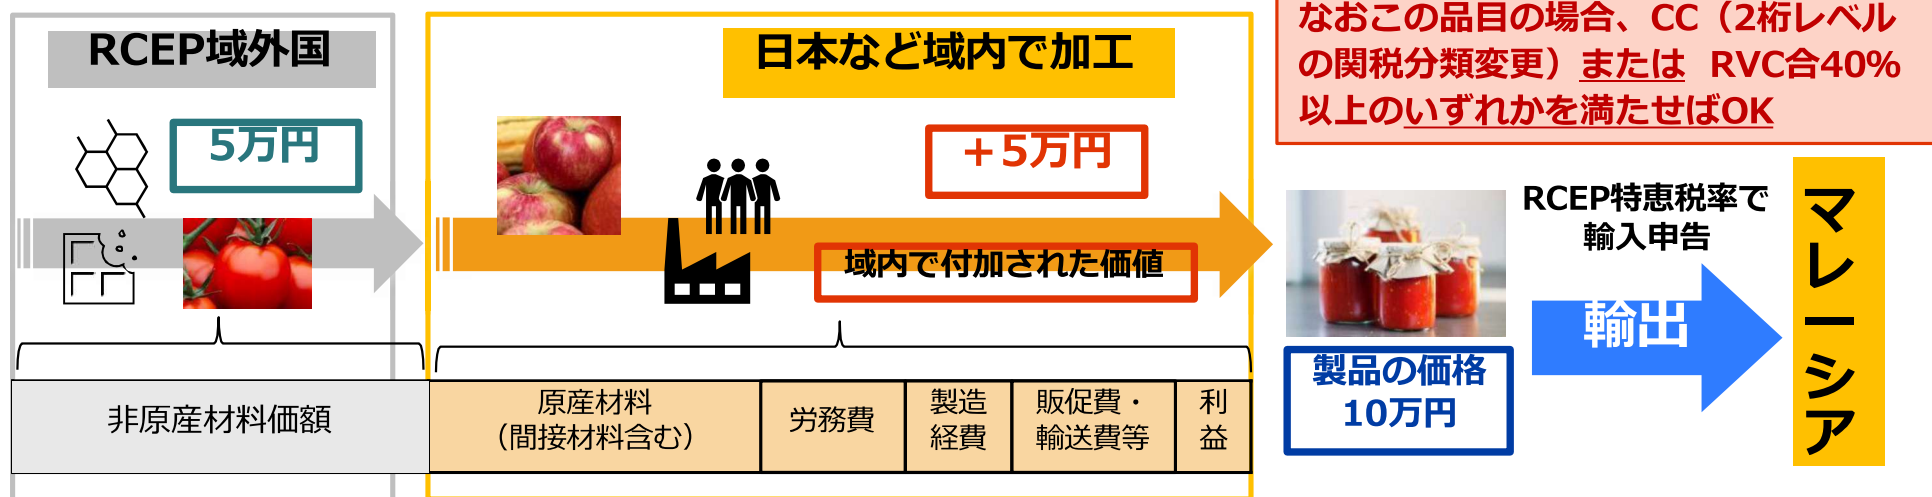 RCEP域外国
5万円
非原産材料価額
日本など域内で加工
＋5万円
域内で付加された価値
原産材料
（間接材料含む）
労務費
製造
経費
販促費・
輸送費等
利
益
なおこの品目の場合、CC（2桁レベル
の関税分類変更）または RVC合40%
以上のいずれかを満たせばOK
製品の価格
10万円
RCEP特恵税率で
輸入申告
輸出
マレーシア